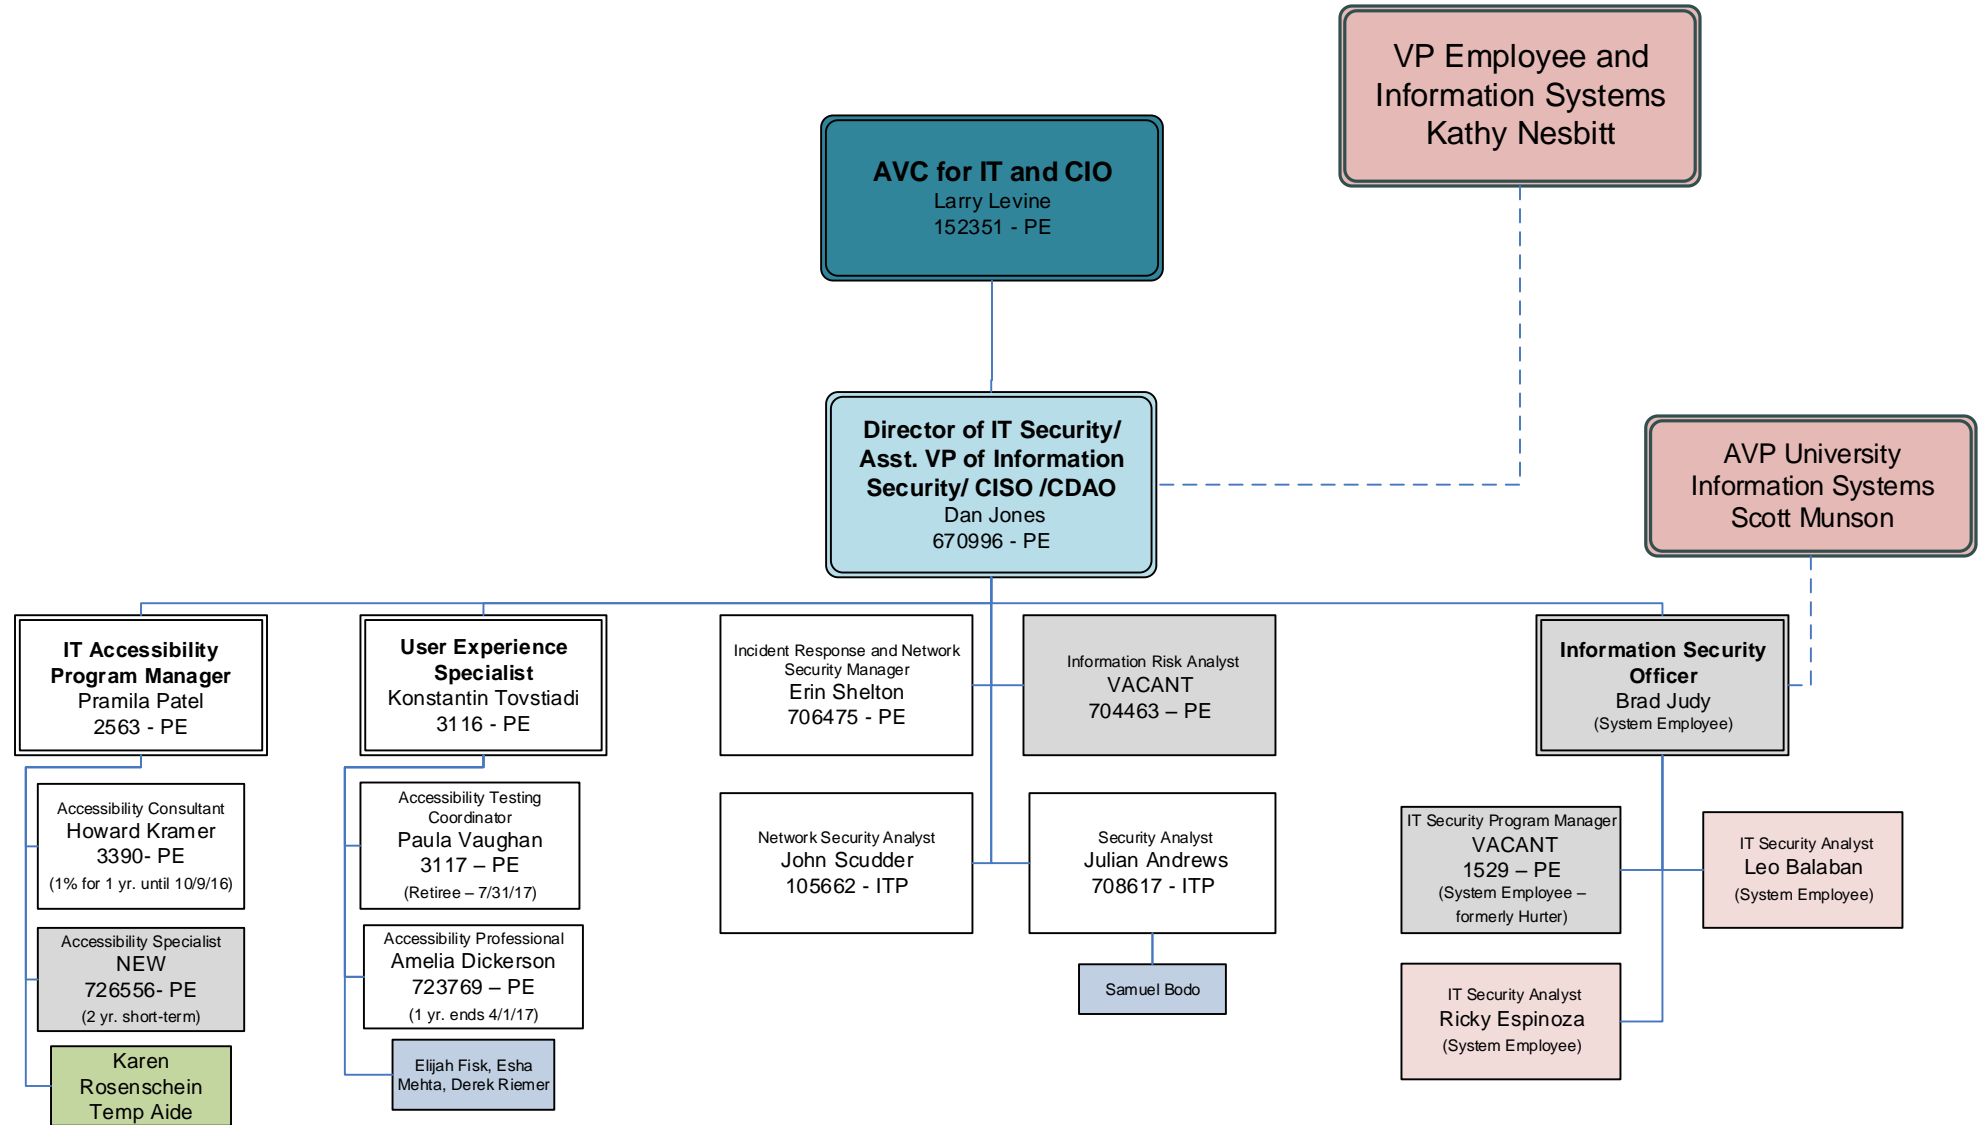 VP Employee and
Information Systems
Kathy Nesbitt
AVC for IT and CIO
Larry Levine
152351 - PE
Director of IT Security/
Asst. VP of Information
Security/ CISO /CDAO
Dan Jones
670996 - PE
AVP University
Information Systems
Scott Munson
IT Accessibility
Program Manager
Pramila Patel
2563 - PE
User Experience
Specialist
Konstantin Tovstiadi
3116 - PE
Incident Response and Network
Security Manager
Erin Shelton
706475 - PE
Information Risk Analyst
VACANT
704463 – PE
Information Security
Officer
Brad Judy
(System Employee)
Accessibility Consultant
Howard Kramer
3390- PE
(1% for 1 yr. until 10/9/16)
Accessibility Testing
Coordinator
Paula Vaughan
3117 – PE
(Retiree – 7/31/17)
Network Security Analyst
John Scudder
105662 - ITP
Security Analyst
Julian Andrews
708617 - ITP
IT Security Program Manager
VACANT
1529 – PE
(System Employee –
formerly Hurter)
IT Security Analyst
Leo Balaban
(System Employee)
Accessibility Specialist
NEW
726556- PE
(2 yr. short-term)
Accessibility Professional
Amelia Dickerson
723769 – PE
(1 yr. ends 4/1/17)
Samuel Bodo
IT Security Analyst
Ricky Espinoza
(System Employee)
Karen
Rosenschein
Temp Aide
Elijah Fisk, Esha
Mehta, Derek Riemer